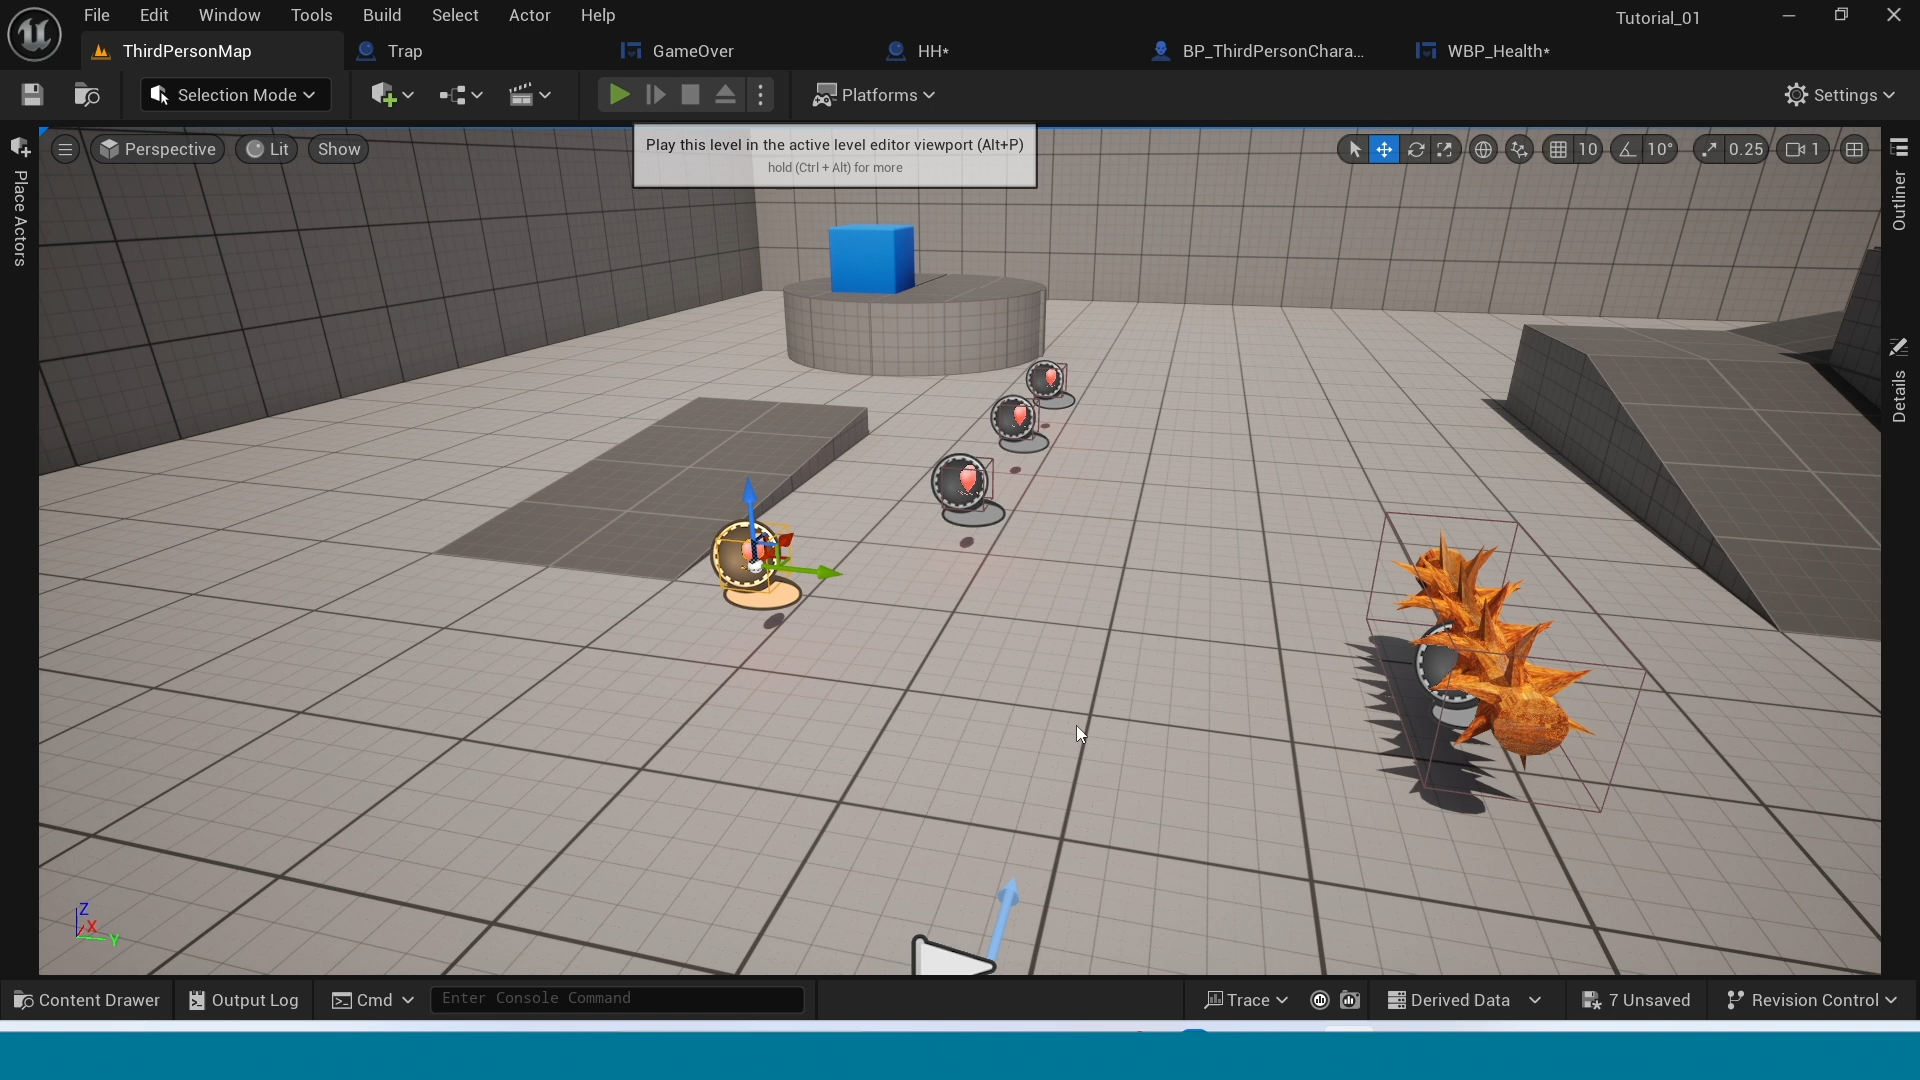 File Edit Window Tools Build Select Actor Help
Tutorial_01
ThirdPersonMap Trap GameOver HH* BP_ThirdPersonChara... WBP_Health*
Selection Mode Platforms Settings
Perspective Lit Show
10 10° 0.25 1
Play this level in the active level editor viewport (Alt+P)
hold (Ctrl + Alt) for more
Place Actors
Outliner
Details
Z
X
Y
Content Drawer Output Log Cmd Enter Console Command Trace Derived Data 7 Unsaved Revision Control